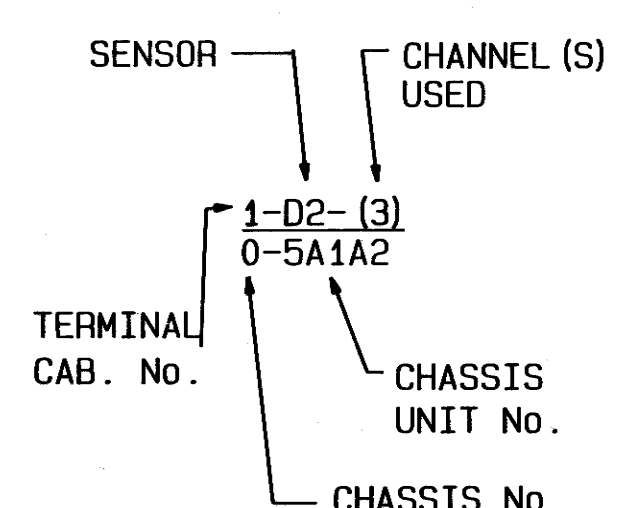 SENSOR
CHANNEL (S)
USED
1-D2-(3)
0-5A1A2
TERMINAL
CAB. No.
CHASSIS
UNIT No.
CHASSIS No